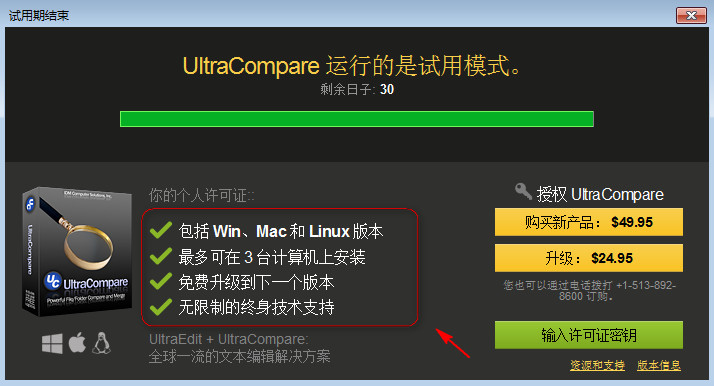 试用期结束
UltraCompare 运行的是试用模式。
剩余日子: 30
你的个人许可证::
包括 Win、Mac 和 Linux 版本
最多可在 3 台计算机上安装
免费升级到下一个版本
无限制的终身技术支持
UltraEdit + UltraCompare:
全球一流的文本编辑解决方案
IDM Computer Solutions, Inc.
UltraCompare
UC UltraCompare
Powerful File/Folder Compare and Merge
授权 UltraCompare
购买新产品: $49.95
升级: $24.95
您也可以通过电话拨打 +1-513-892-
8600 订购。
输入许可证密钥
资源和支持 版本信息